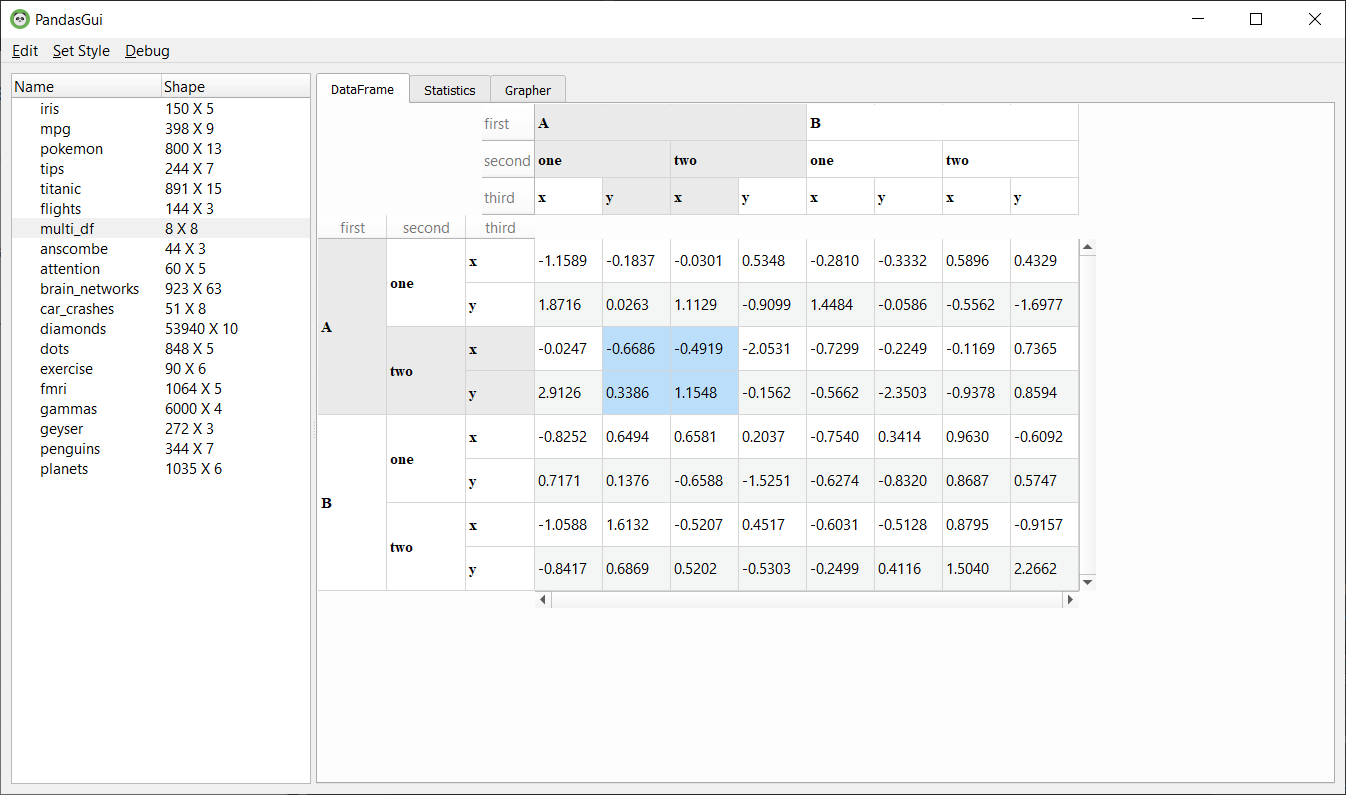 PandasGui
Edit Set Style Debug
Name Shape
iris 150 X 5
mpg 398 X 9
pokemon 800 X 13
tips 244 X 7
titanic 891 X 15
flights 144 X 3
multi_df 8 X 8
anscombe 44 X 3
attention 60 X 5
brain_networks 923 X 63
car_crashes 51 X 8
diamonds 53940 X 10
dots 848 X 5
exercise 90 X 6
fmri 1064 X 5
gammas 6000 X 4
geyser 272 X 3
penguins 344 X 7
planets 1035 X 6
DataFrame Statistics Grapher
first A B
second one two one two
third x y x y x y x y
first second third
A one x -1.1589 -0.1837 -0.0301 0.5348 -0.2810 -0.3332 0.5896 0.4329
y 1.8716 0.0263 1.1129 -0.9099 1.4484 -0.0586 -0.5562 -1.6977
two x -0.0247 -0.6686 -0.4919 -2.0531 -0.7299 -0.2249 -0.1169 0.7365
y 2.9126 0.3386 1.1548 -0.1562 -0.5662 -2.3503 -0.9378 0.8594
B one x -0.8252 0.6494 0.6581 0.2037 -0.7540 0.3414 0.9630 -0.6092
y 0.7171 0.1376 -0.6588 -1.5251 -0.6274 -0.8320 0.8687 0.5747
two x -1.0588 1.6132 -0.5207 0.4517 -0.6031 -0.5128 0.8795 -0.9157
y -0.8417 0.6869 0.5202 -0.5303 -0.2499 0.4116 1.5040 2.2662